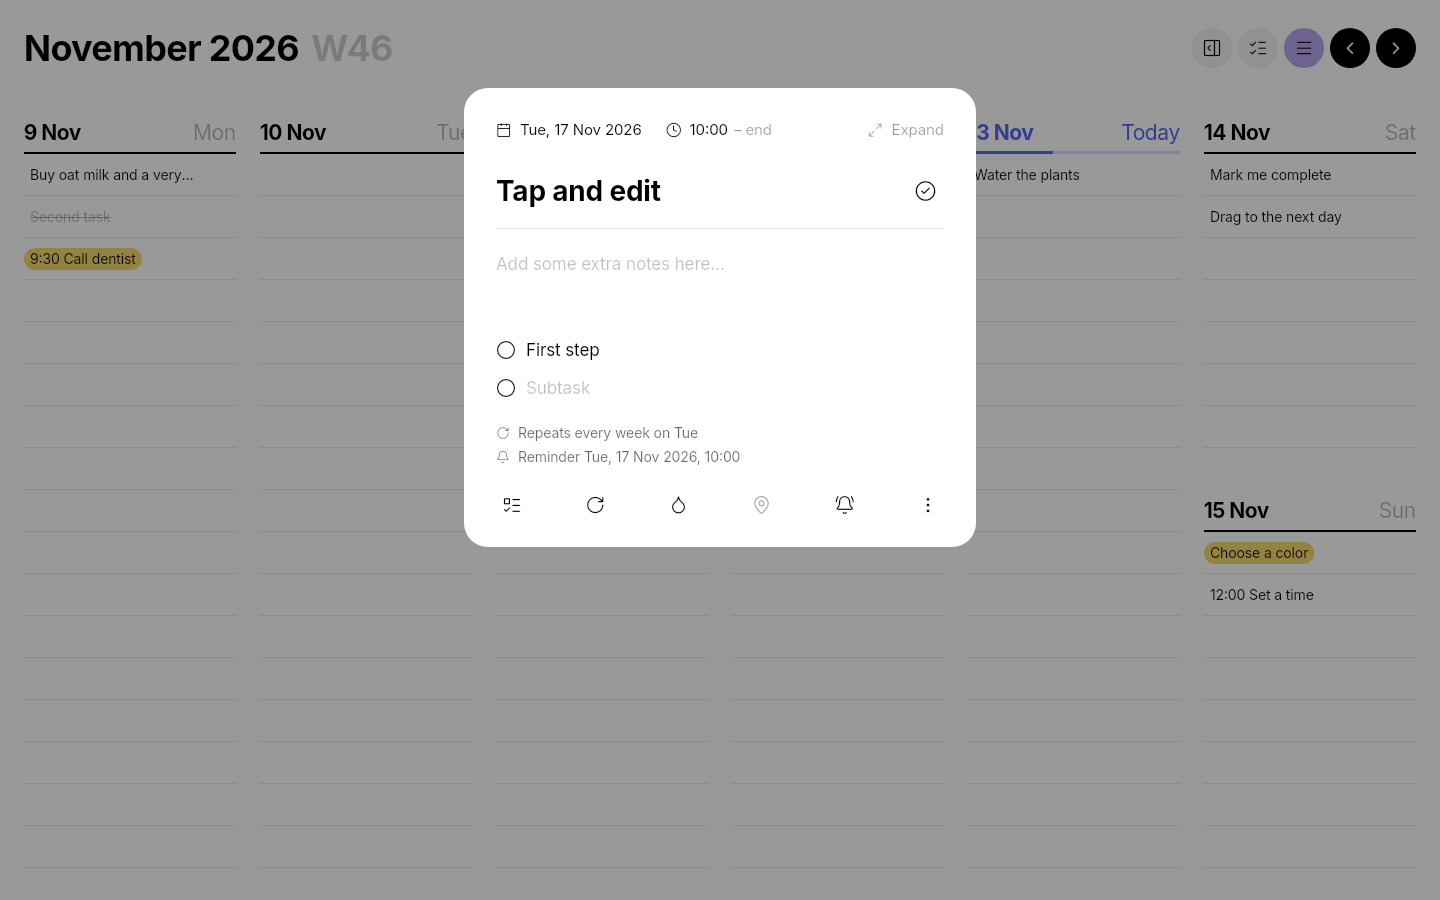 November 2026 W46
9 Nov Mon
Buy oat milk and a very...
Second task
9:30 Call dentist
10 Nov
Tue, 17 Nov 2026 10:00 – end Expand
Tap and edit
Add some extra notes here...
First step
Subtask
Repeats every week on Tue
Reminder Tue, 17 Nov 2026, 10:00
3 Nov Today
Water the plants
14 Nov Sat
Mark me complete
Drag to the next day
15 Nov Sun
Choose a color
12:00 Set a time